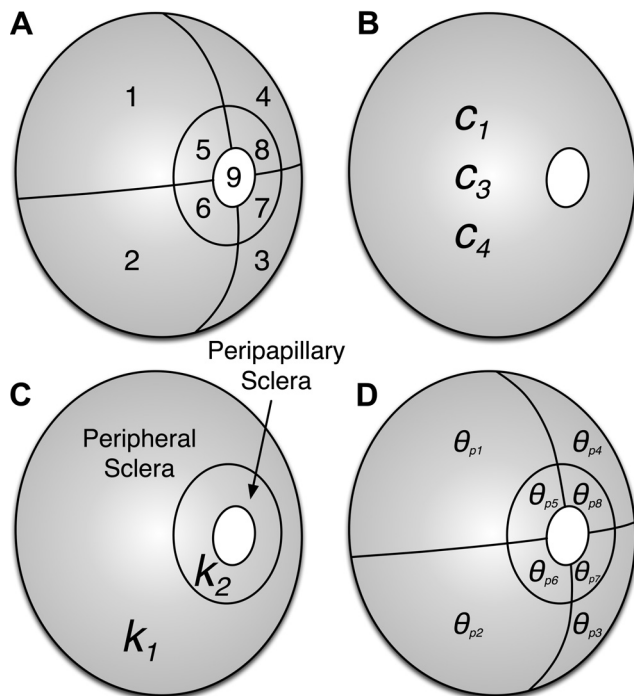 A
B
1
4
5
8
9
6
7
2
3
c1
c3
c4
Peripapillary
Sclera
C
D
Peripheral
Sclera
k2
k1
θp1
θp4
θp5
θp8
θp6
θp7
θp2
θp3